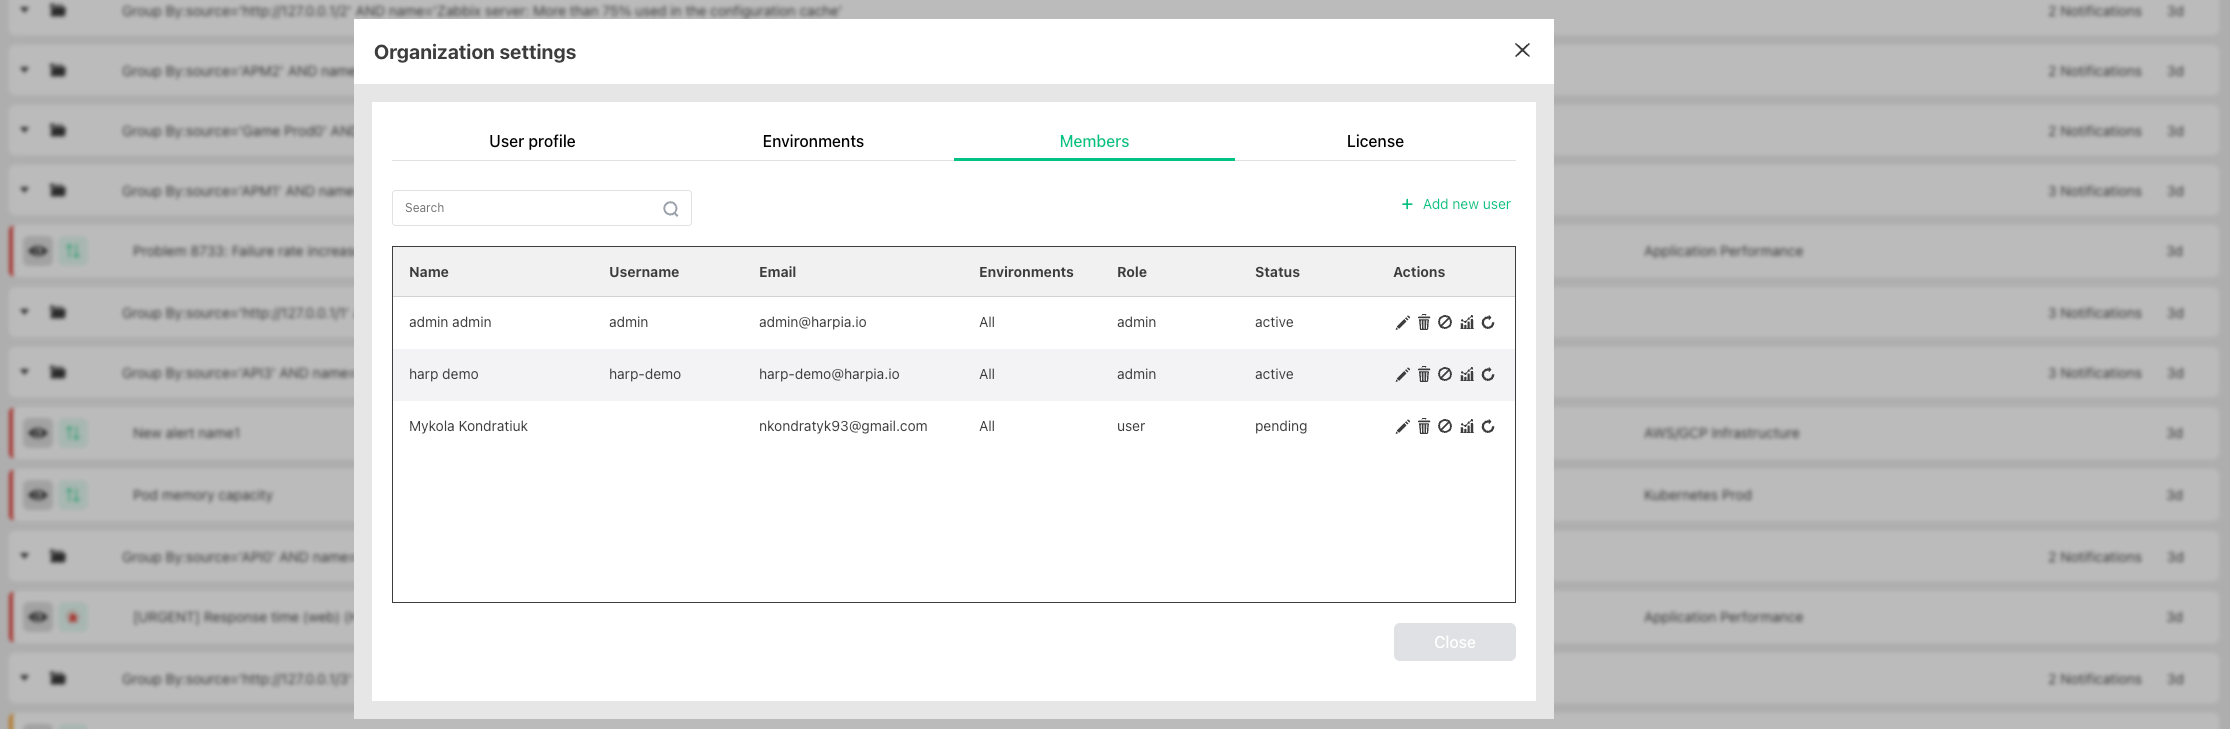 Group By:source='http://127.0.0.1/2' AND name='Zabbix server: More than 75% used in the configuration cache' 2 Notifications 3d
Organization settings
Group By:source='APM2' AND name 2 Notifications 3d
Group By:source='Game Prod0' AND 2 Notifications 3d
User profile Environments Members License
Group By:source='APM1' AND name 3 Notifications 3d
Search + Add new user
Problem 8733: Failure rate increase Application Performance 3d
Name Username Email Environments Role Status Actions
Group By:source='http://127.0.0.1/1' 3 Notifications 3d
admin admin admin admin@harpia.io All admin active
Group By:source='API3' AND name= 3 Notifications 3d
harp demo harp-demo harp-demo@harpia.io All admin active
New alert name1 AWS/GCP Infrastructure 3d
Mykola Kondratiuk nkondratyk93@gmail.com All user pending
Pod memory capacity Kubernetes Prod 3d
Group By:source='API0' AND name= 2 Notifications 3d
[URGENT] Response time (web) Application Performance 3d
Close
Group By:source='http://127.0.0.1/3' 2 Notifications 3d